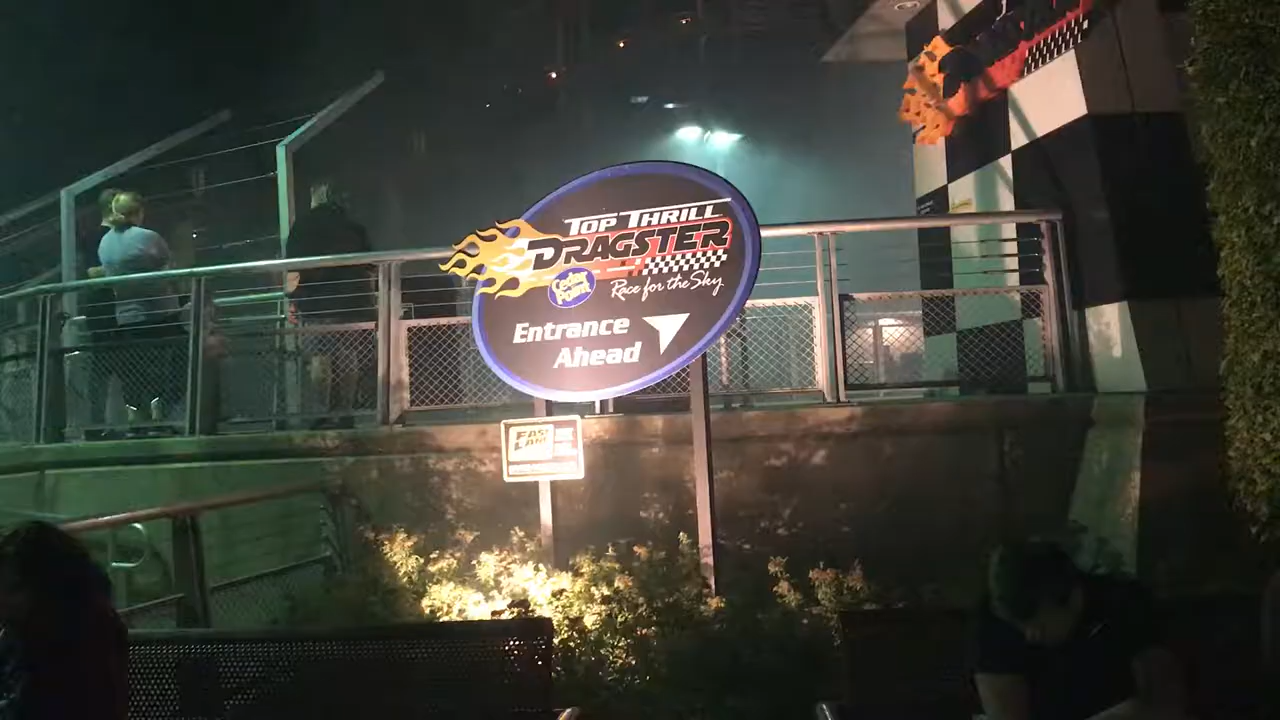 TOP THRILL
DRAGSTER
Cedar
Point
Race for the Sky
Entrance
Ahead
FAST
LANE